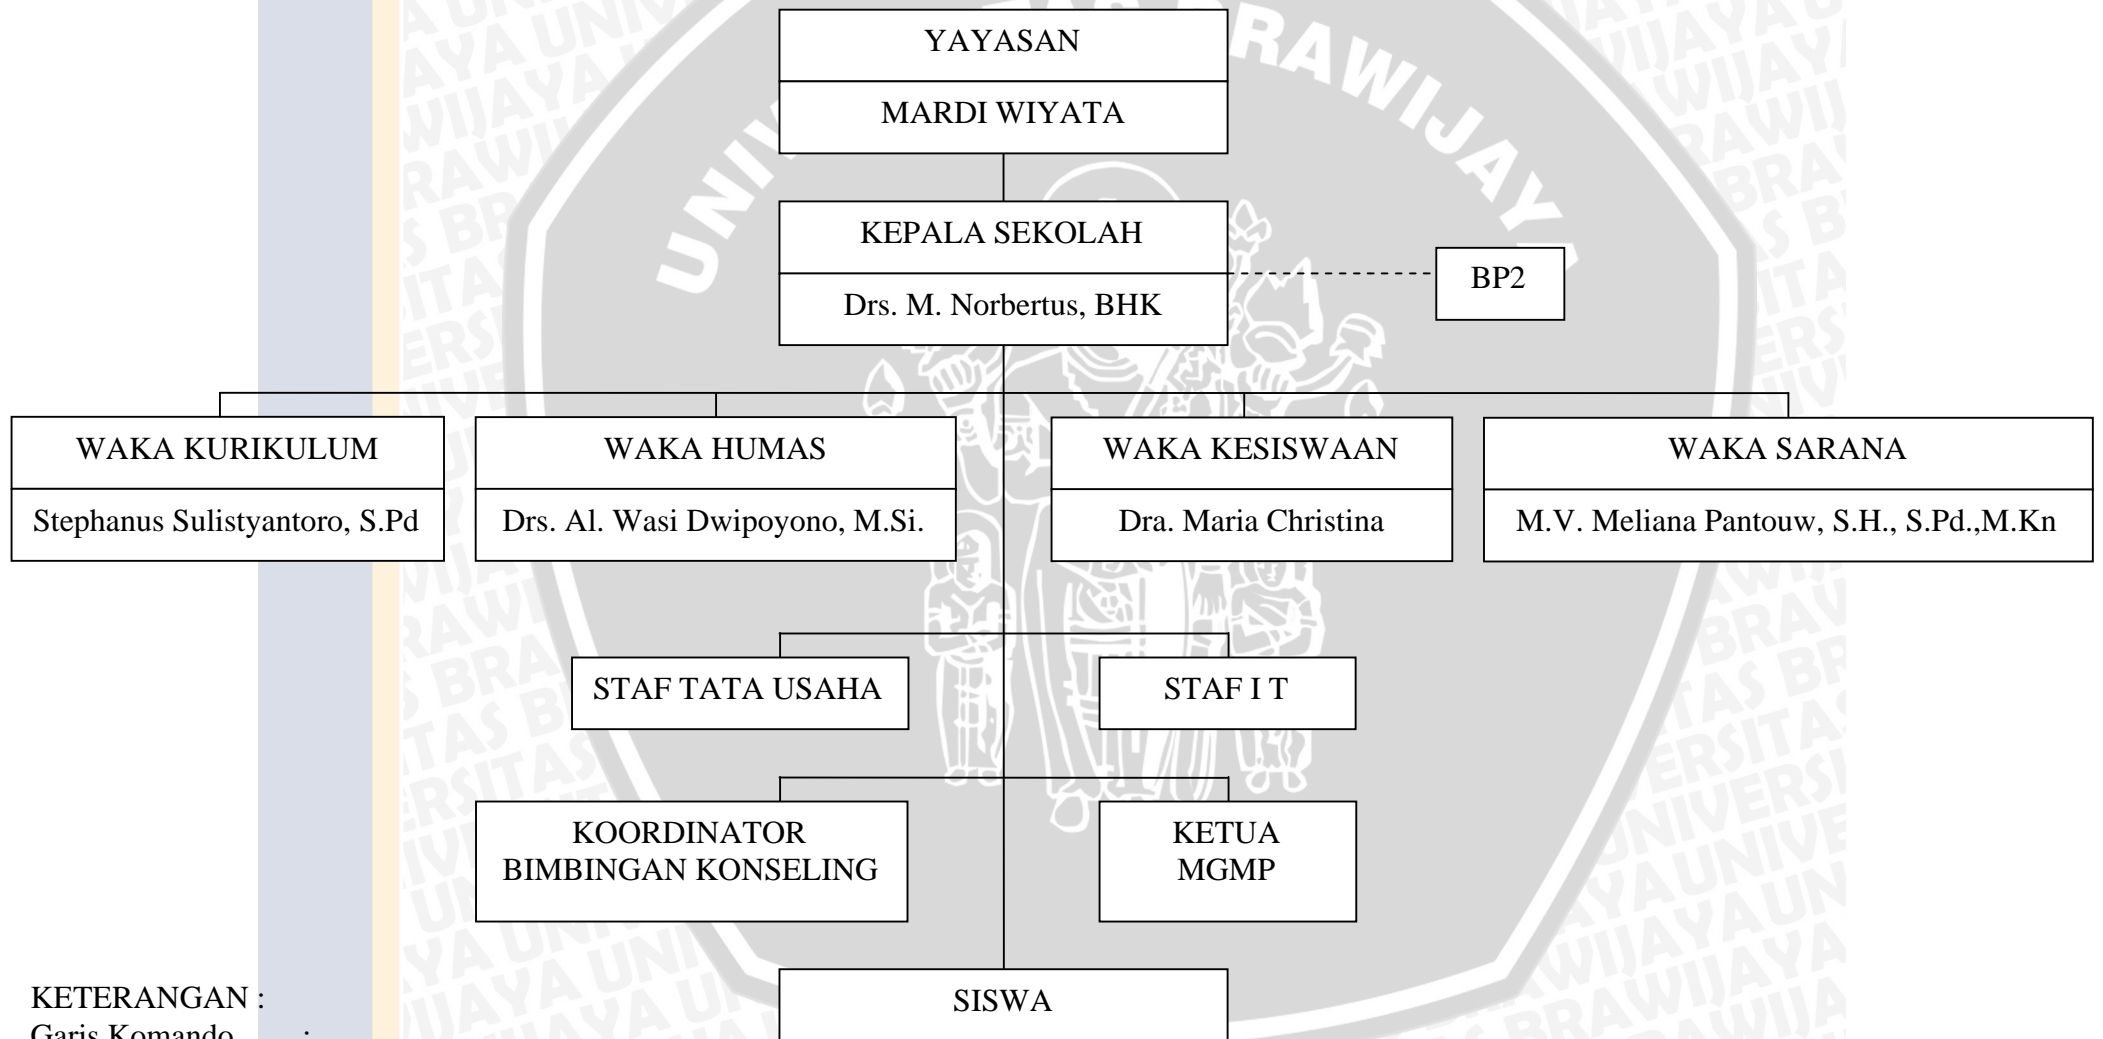 YAYASAN
MARDI WIYATA
KEPALA SEKOLAH
Drs. M. Norbertus, BHK
BP2
WAKA KURIKULUM
Stephanus Sulistyantoro, S.Pd
WAKA HUMAS
Drs. Al. Wasi Dwipoyono, M.Si.
WAKA KESISWAAN
Dra. Maria Christina
WAKA SARANA
M.V. Meliana Pantouw, S.H., S.Pd.,M.Kn
STAF TATA USAHA
STAF I T
KOORDINATOR
BIMBINGAN KONSELING
KETUA
MGMP
SISWA
KETERANGAN :
Garis Komando :